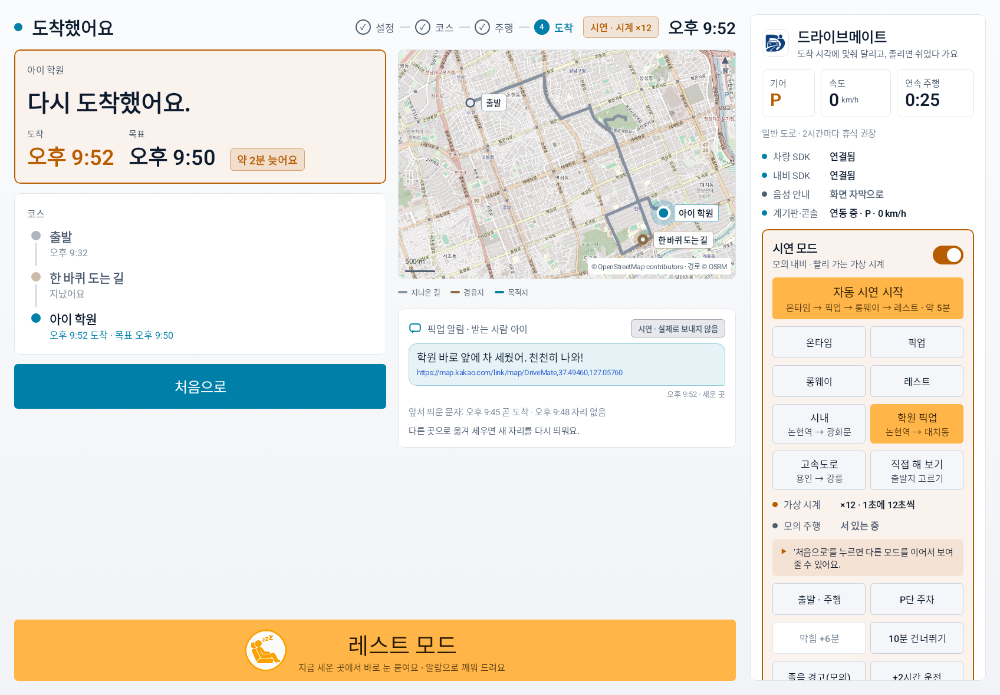 도착했어요
설정
코스
주행
4 도착
시연 · 시계 ×12
오후 9:52
아이 학원
다시 도착했어요.
도착
목표
오후 9:52
오후 9:50
약 2분 늦어요
코스
출발
오후 9:32
한 바퀴 도는 길
지났어요
아이 학원
오후 9:52 도착 · 목표 오후 9:50
처음으로
출발
아이 학원
한 바퀴 도는 길
500 m
© OpenStreetMap contributors · 경로 © OSRM
지나온 길
경유지
목적지
픽업 알림 · 받는 사람 아이
시연 · 실제로 보내지 않음
학원 바로 앞에 차 세웠어. 천천히 나와!
https://map.kakao.com/link/map/DriveMate,37.49460,127.05760
오후 9:52 · 세운 곳
앞서 띄운 문자: 오후 9:45 곧 도착 · 오후 9:48 자리 없음
다른 곳으로 옮겨 세우면 새 자리를 다시 띄워요.
레스트 모드
지금 세운 곳에서 바로 눈 붙여요 · 알림으로 깨워 드려요
드라이브메이트
도착 시각에 맞춰 달리고, 졸리면 쉬었다 가요
기어
P
속도
0 km/h
연속 주행
0:25
일반 도로 · 2시간마다 휴식 권장
차량 SDK 연결됨
내비 SDK 연결됨
음성 안내 화면 자막으로
계기판·콘솔 연동 중 · P · 0 km/h
시연 모드
모의 내비 · 빨리 가는 가상 시계
자동 시연 시작
온타임 → 픽업 → 롱웨이 → 레스트 · 약 5분
온타임
픽업
롱웨이
레스트
시내
논현역 → 광화문
학원 픽업
논현역 → 대치동
고속도로
용인 → 강릉
직접 해 보기
출발지 고르기
가상 시계 ×12 · 1초에 12초씩
모의 주행 서 있는 중
'처음으로'를 누르면 다른 모드를 이어서 보여
줄 수 있어요.
출발 · 주행
P단 주차
막힘 +6분
10분 건너뛰기
졸음 경고(모의)
+2시간 운전